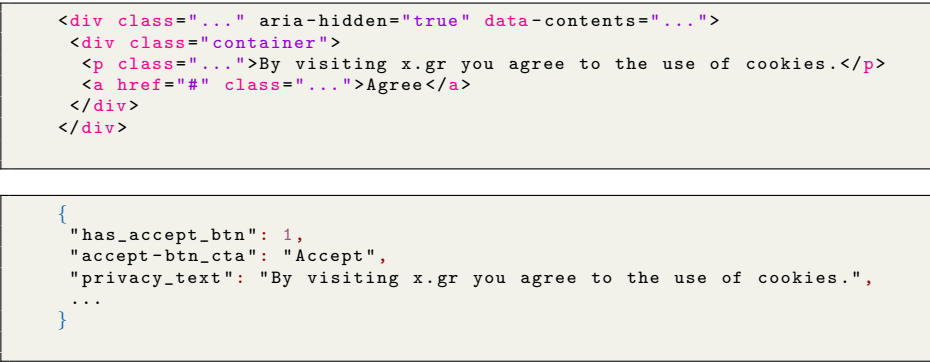 <div class="..." aria-hidden="true" data-contents="...">
<div class="container">
<p class="...">By visiting x.gr you agree to the use of cookies.</p>
<a href="#" class="...">Agree</a>
</div>
</div>
{
"has_accept_btn": 1,
"accept-btn_cta": "Accept",
"privacy_text": "By visiting x.gr you agree to the use of cookies.",
...
}